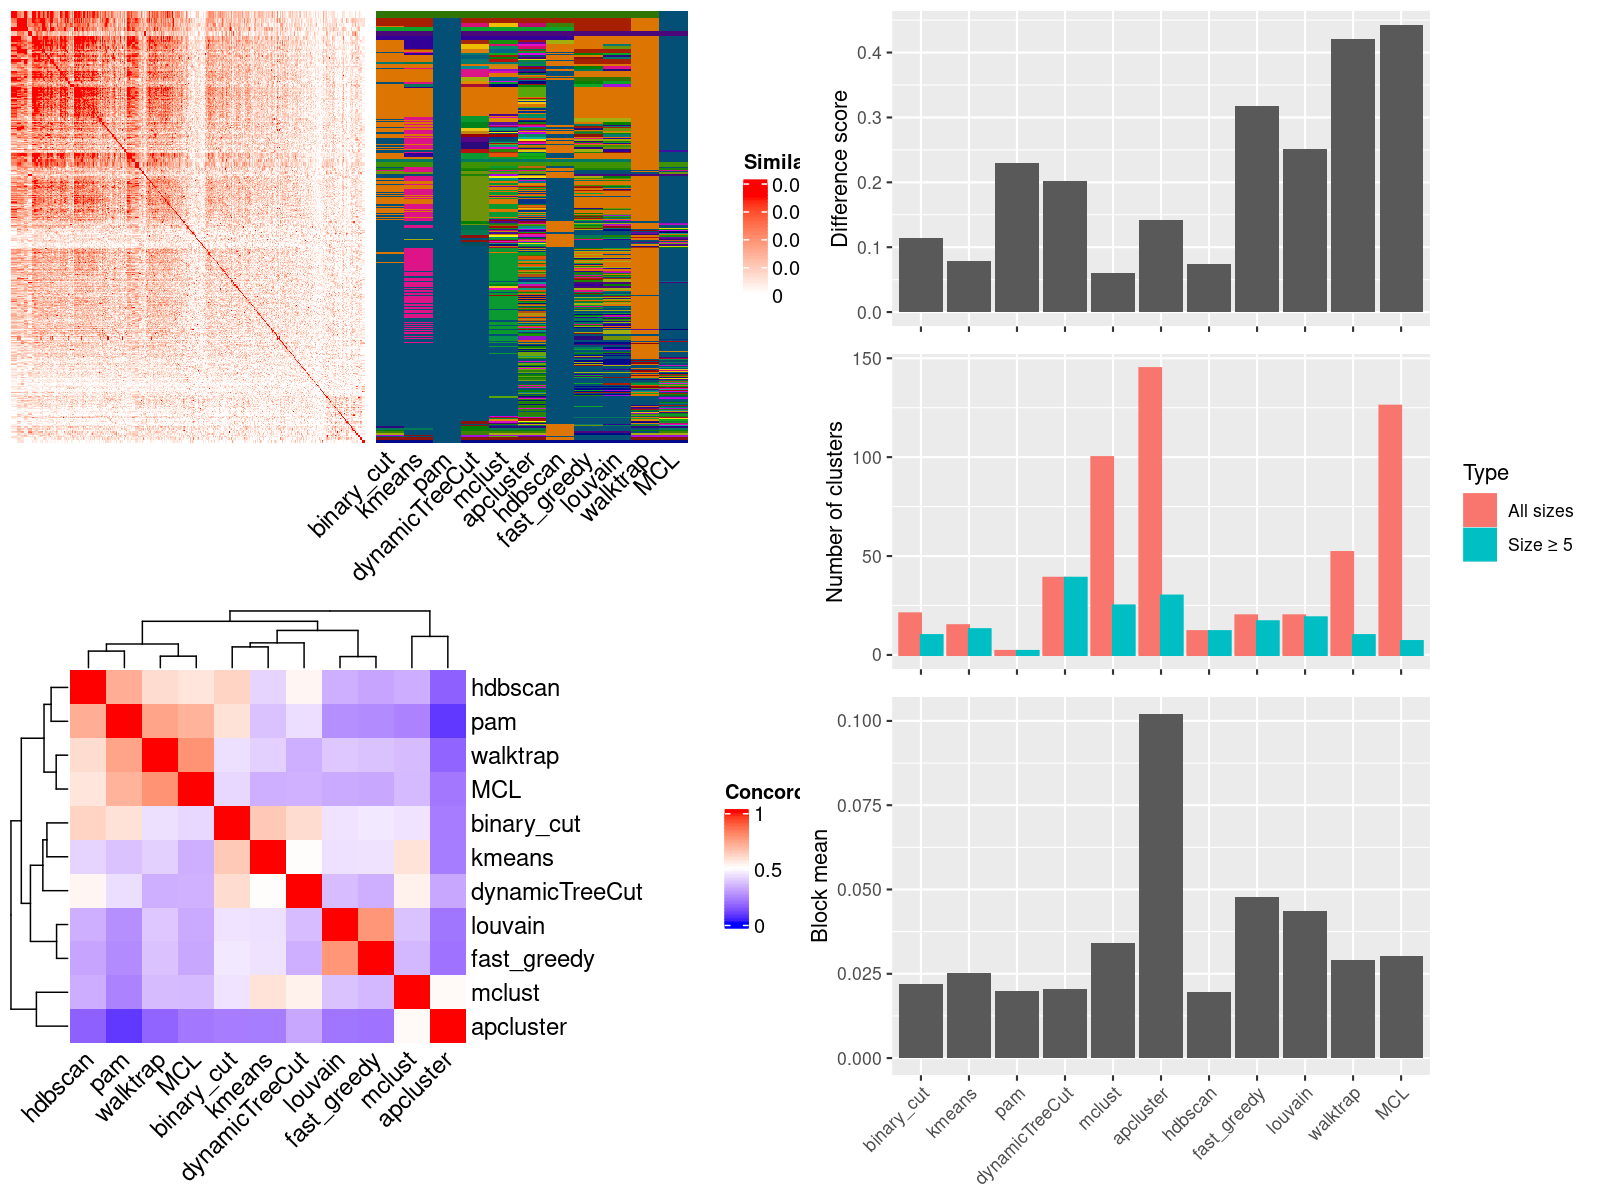 Simila
0.0
0.0
0.0
0.0
0
binary_cut
kmeans
pam
dynamicTreeCut
mclust
apcluster
hdbscan
fast_greedy
louvain
walktrap
MCL
hdbscan
pam
walktrap
MCL
binary_cut
kmeans
dynamicTreeCut
louvain
fast_greedy
mclust
apcluster
hdbscan
pam
walktrap
MCL
binary_cut
kmeans
dynamicTreeCut
louvain
fast_greedy
mclust
apcluster
Concord
1
0.5
0
Difference score
0.4
0.3
0.2
0.1
0.0
Number of clusters
150
100
50
0
Type
All sizes
Size ≥ 5
Block mean
0.100
0.075
0.050
0.025
0.000
binary_cut
kmeans
pam
dynamicTreeCut
mclust
apcluster
hdbscan
fast_greedy
louvain
walktrap
MCL